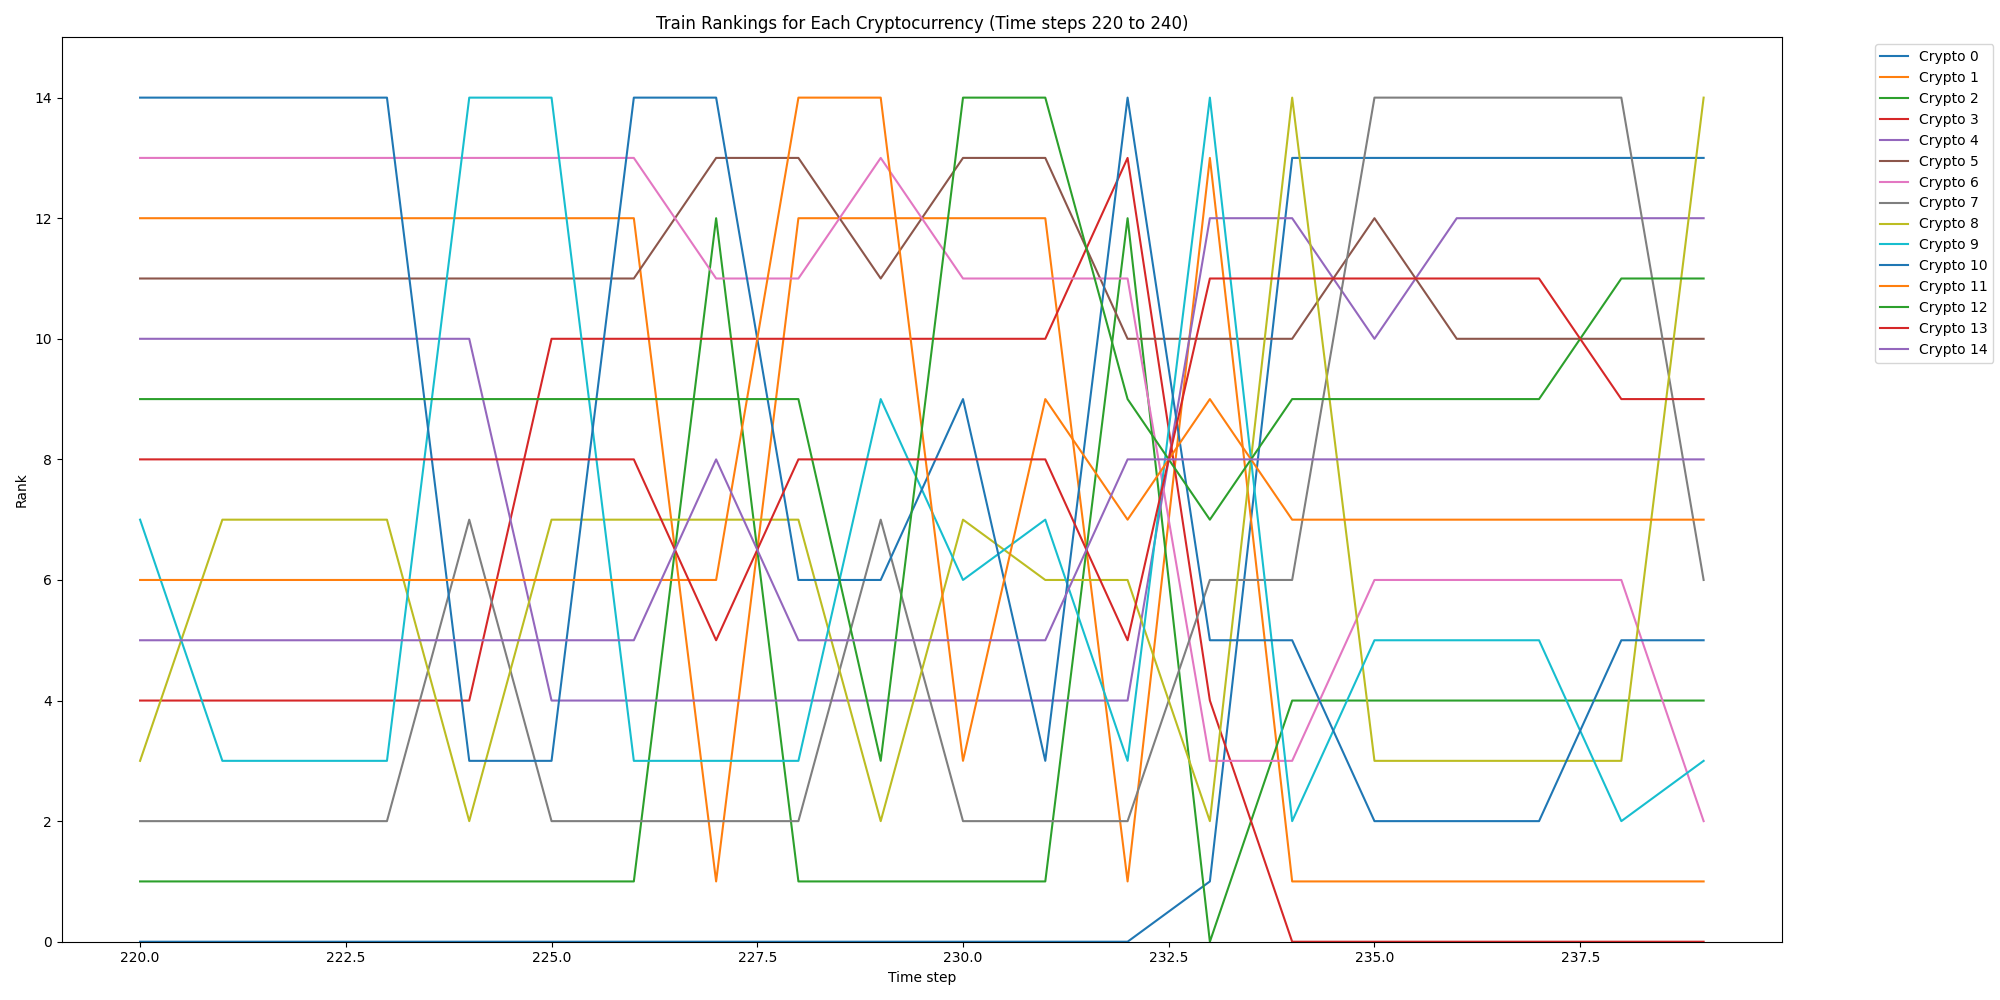 Train Rankings for Each Cryptocurrency (Time steps 220 to 240)
Rank
14
12
10
8
6
4
2
0
220.0 222.5 225.0 227.5 230.0 232.5 235.0 237.5
Time step
Crypto 0
Crypto 1
Crypto 2
Crypto 3
Crypto 4
Crypto 5
Crypto 6
Crypto 7
Crypto 8
Crypto 9
Crypto 10
Crypto 11
Crypto 12
Crypto 13
Crypto 14